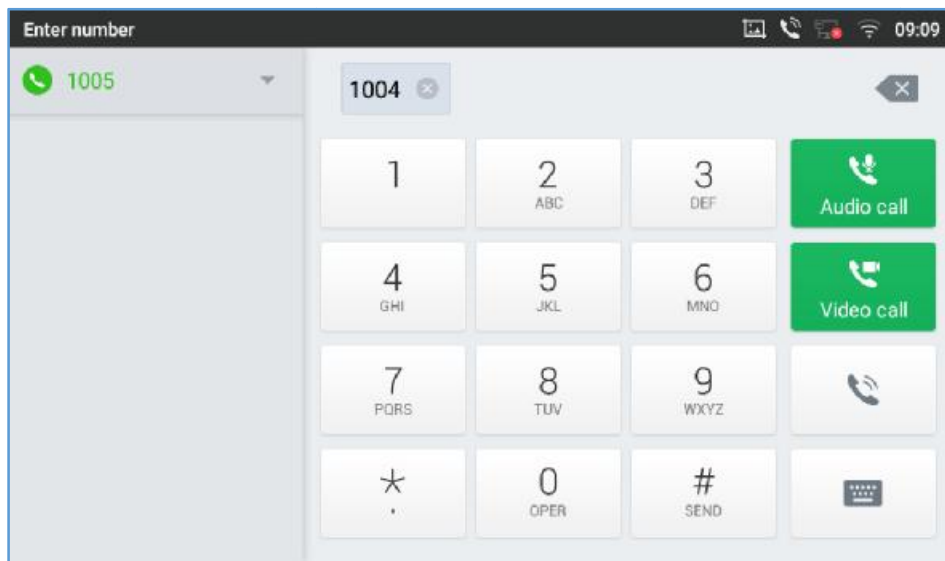 Enter number
09:09
1005
1004
1
2
ABC
3
DEF
Audio call
4
GHI
5
JKL
6
MNO
Video call
7
PQRS
8
TUV
9
WXYZ
*
0
OPER
#
SEND